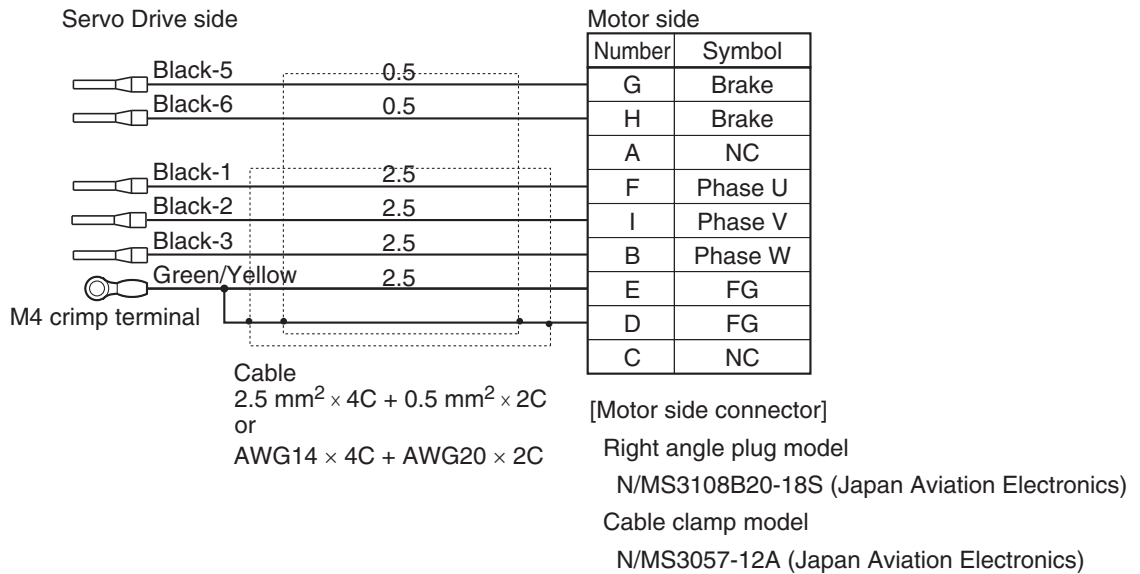 Servo Drive side
Motor side
Number Symbol
Black-5 0.5 G Brake
Black-6 0.5 H Brake
A NC
Black-1 2.5 F Phase U
Black-2 2.5 I Phase V
Black-3 2.5 B Phase W
Green/Yellow 2.5 E FG
M4 crimp terminal D FG
C NC
Cable
2.5 mm² × 4C + 0.5 mm² × 2C
or
AWG14 × 4C + AWG20 × 2C
[Motor side connector]
Right angle plug model
N/MS3108B20-18S (Japan Aviation Electronics)
Cable clamp model
N/MS3057-12A (Japan Aviation Electronics)